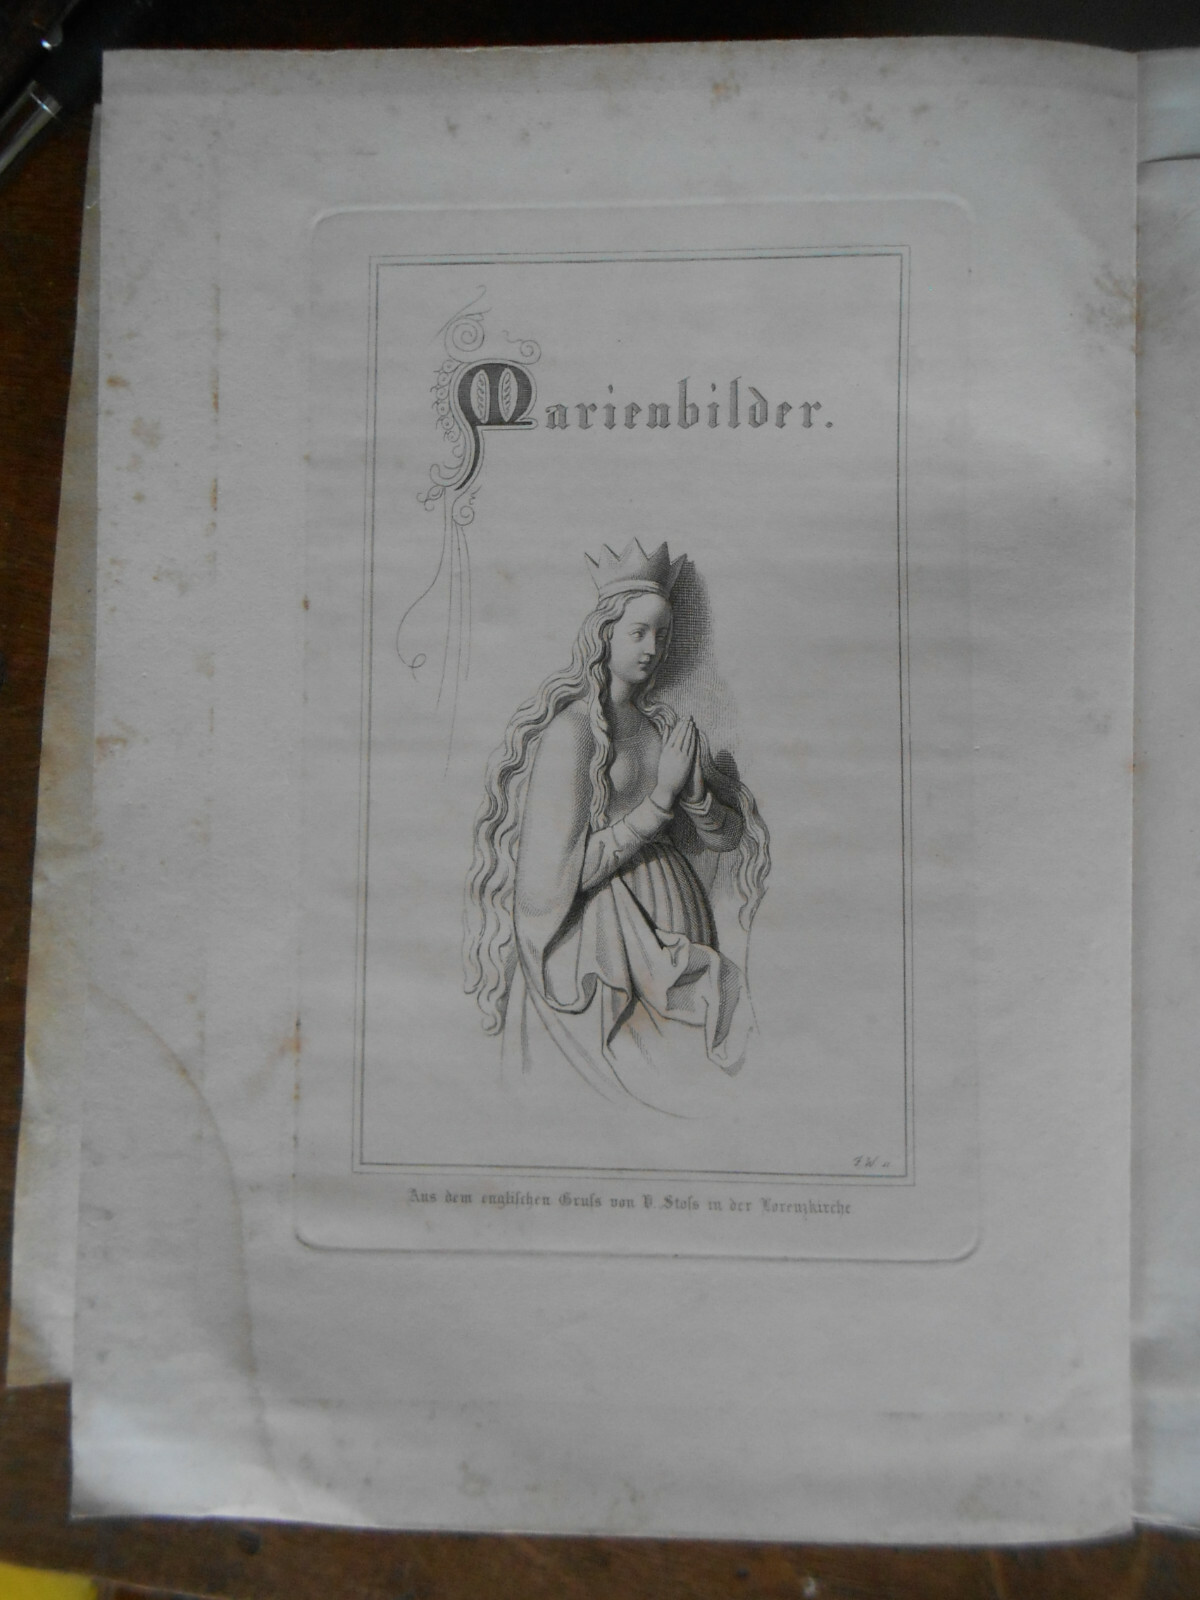 Marienbilder.
F W
Aus dem englischen Gruſs von V. Stoſs in der Lorenzkirche